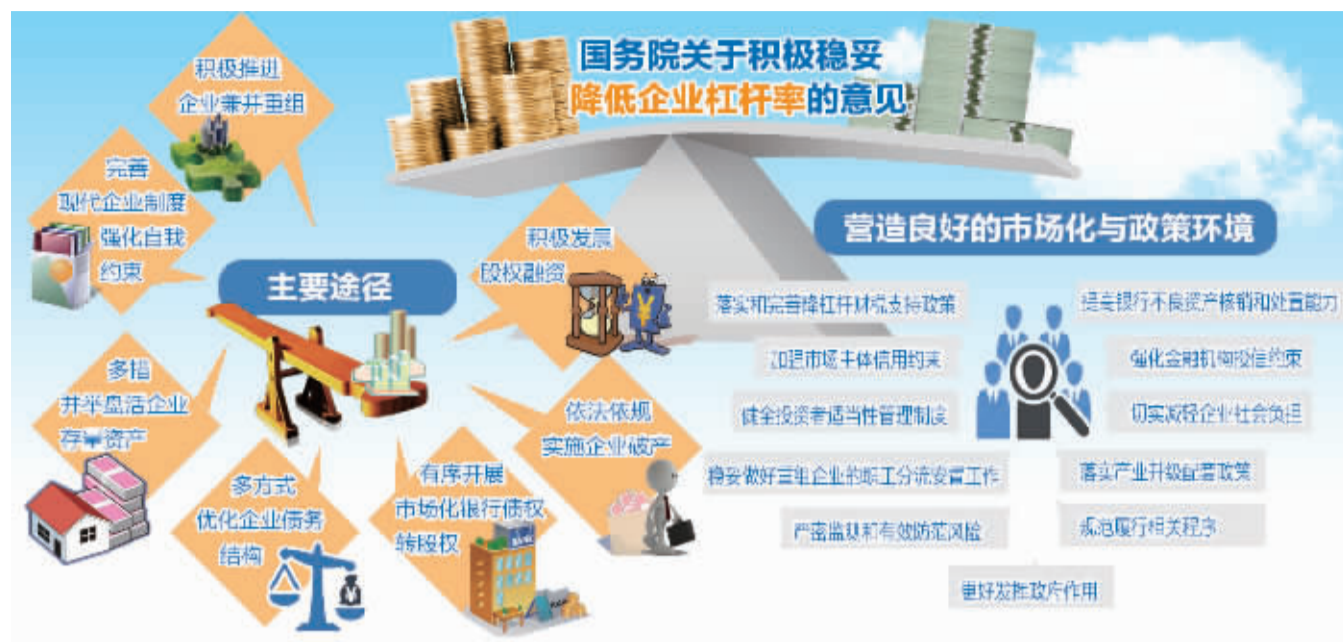 国务院关于积极稳妥
降低企业杠杆率的意见
主要途径
积极推进
企业兼并重组
完善
现代企业制度
强化自我
约束
多措
并举盘活企业
存量资产
多方式
优化企业债务
结构
有序开展
市场化银行债权
转股权
BANK
依法依规
实施企业破产
积极发展
股权融资
营造良好的市场化与政策环境
落实和完善降杠杆财税支持政策
提高银行不良资产核销和处置能力
加强市场主体信用约束
强化金融机构授信约束
健全投资者适当性管理制度
切实减轻企业社会负担
稳妥做好重组企业的职工分流安置工作
落实产业升级配套政策
严密监测和有效防范风险
规范履行相关程序
更好发挥政府作用